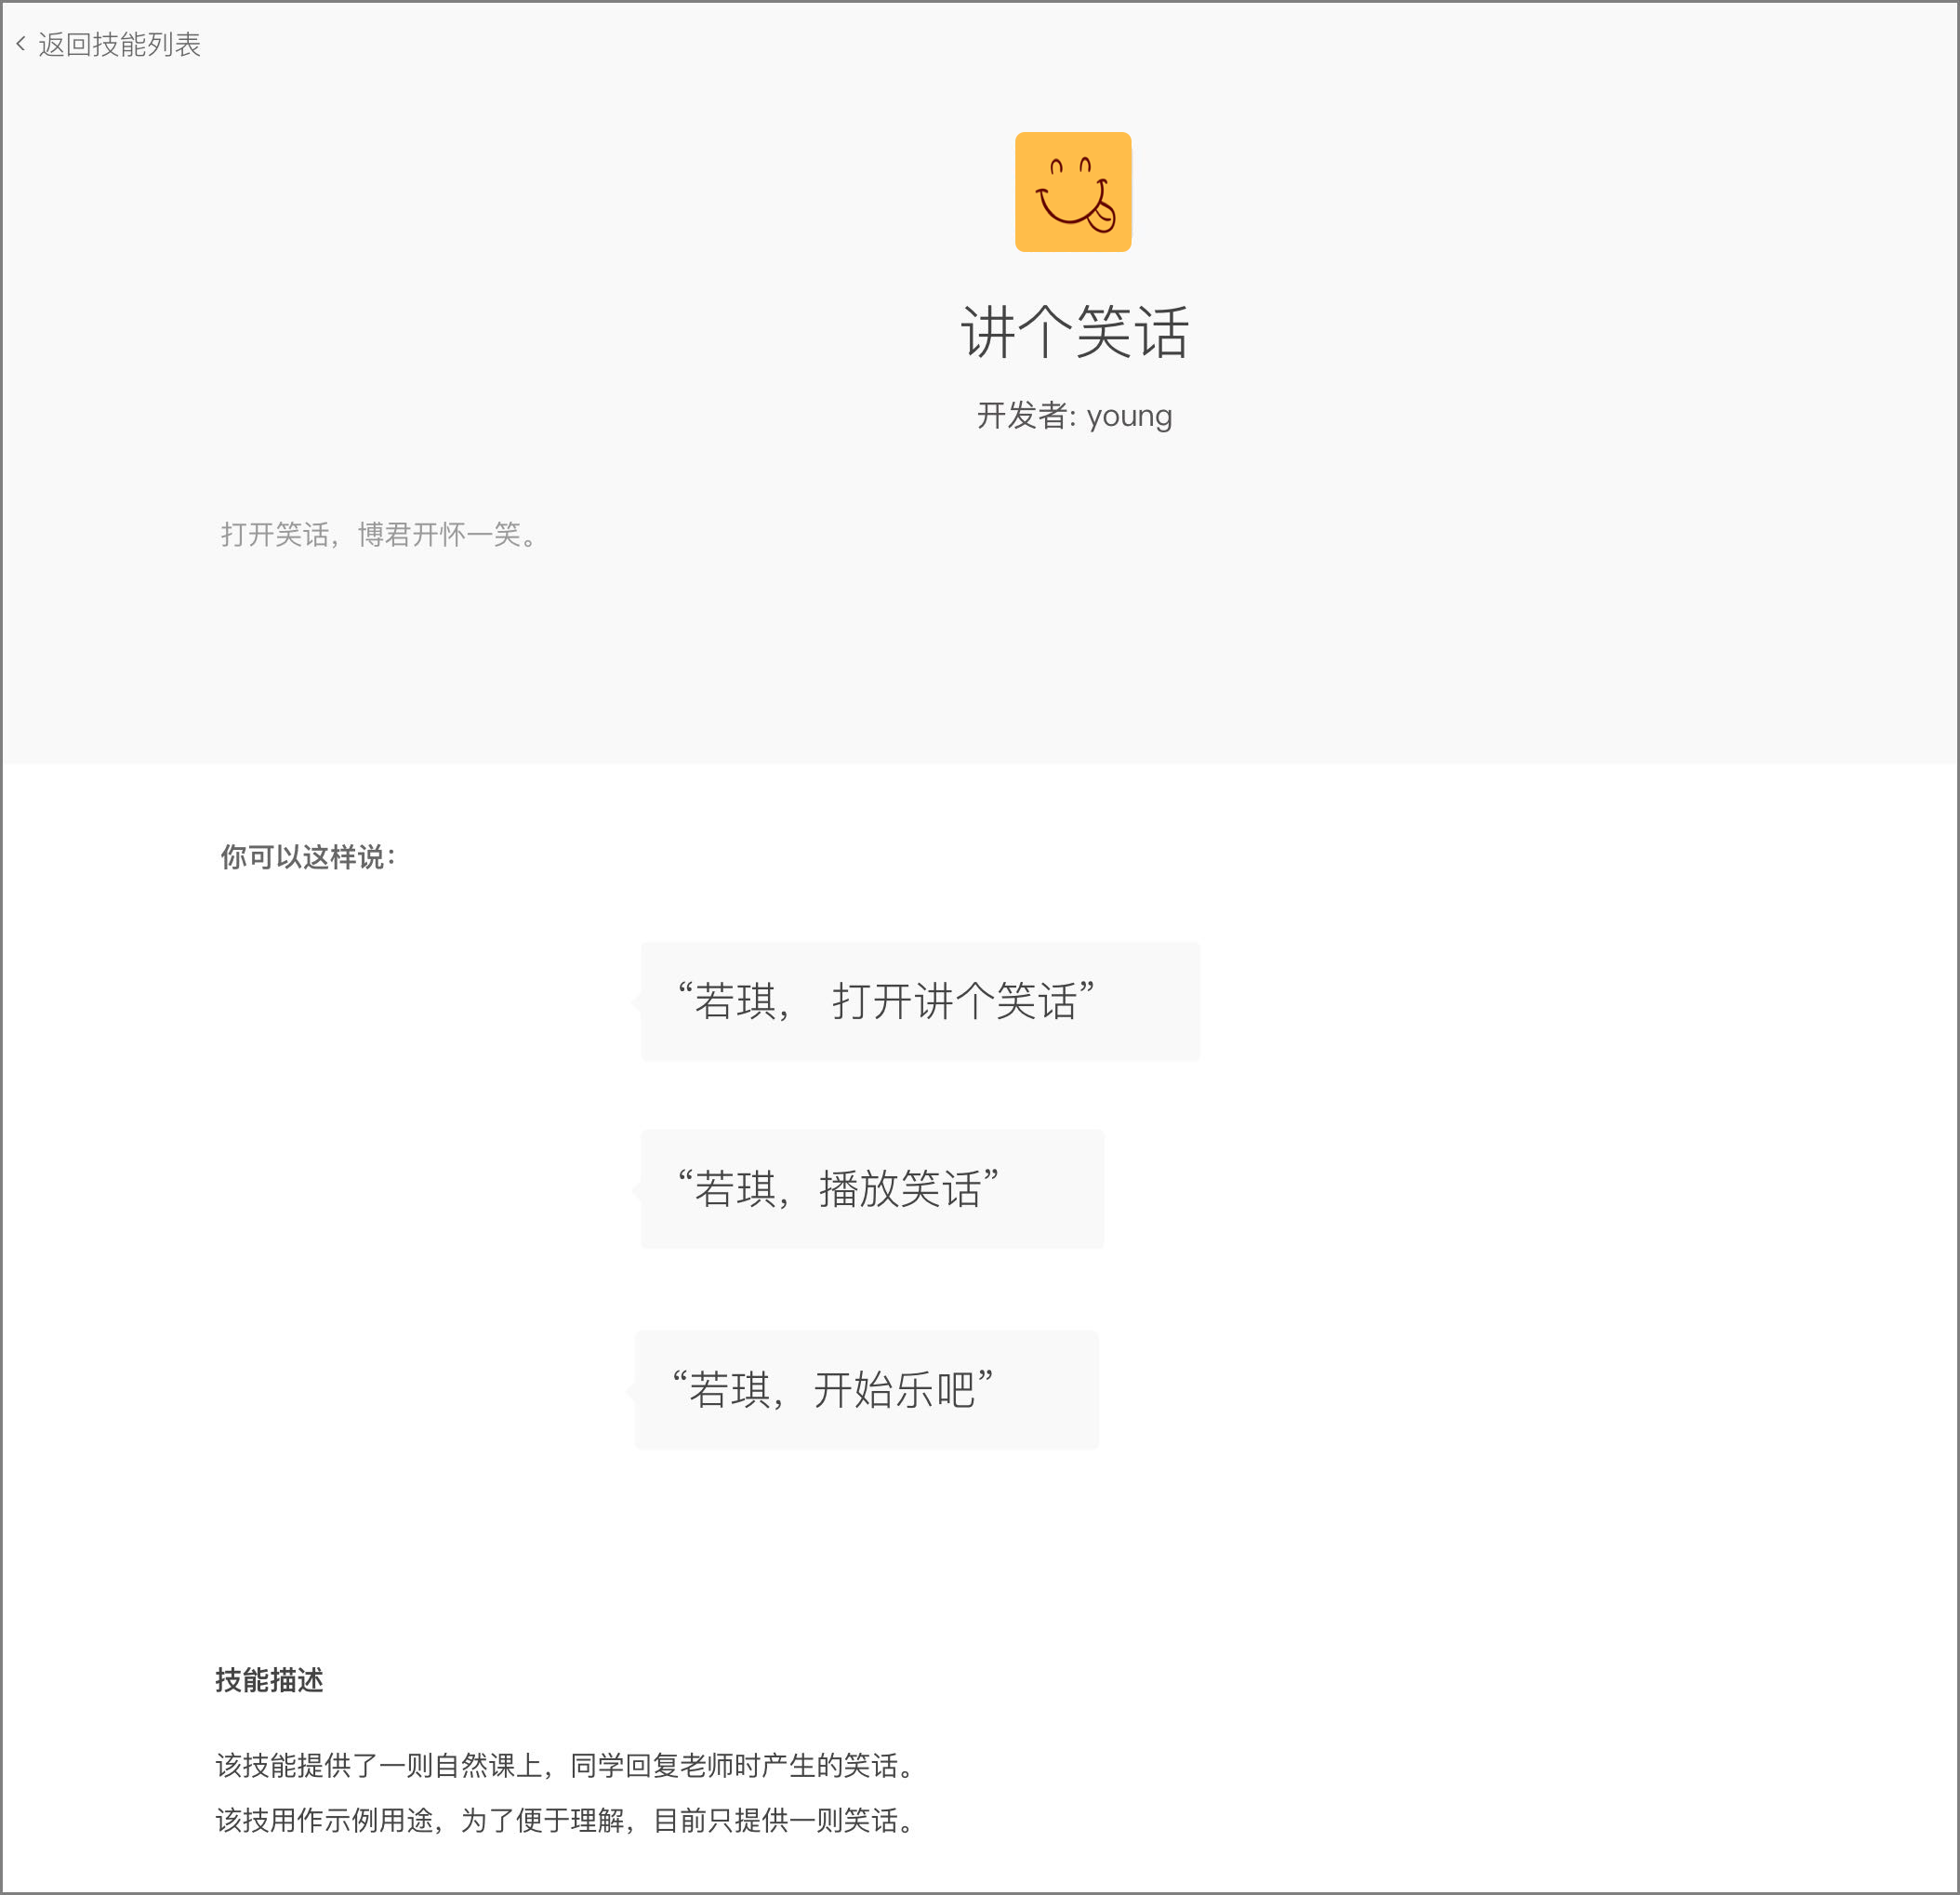 返回技能列表
讲个笑话
开发者: young
打开笑话，博君开怀一笑。
你可以这样说：
“若琪， 打开讲个笑话”
“若琪，播放笑话”
“若琪，开始乐吧”
技能描述
该技能提供了一则自然课上，同学回复老师时产生的笑话。
该技用作示例用途，为了便于理解，目前只提供一则笑话。